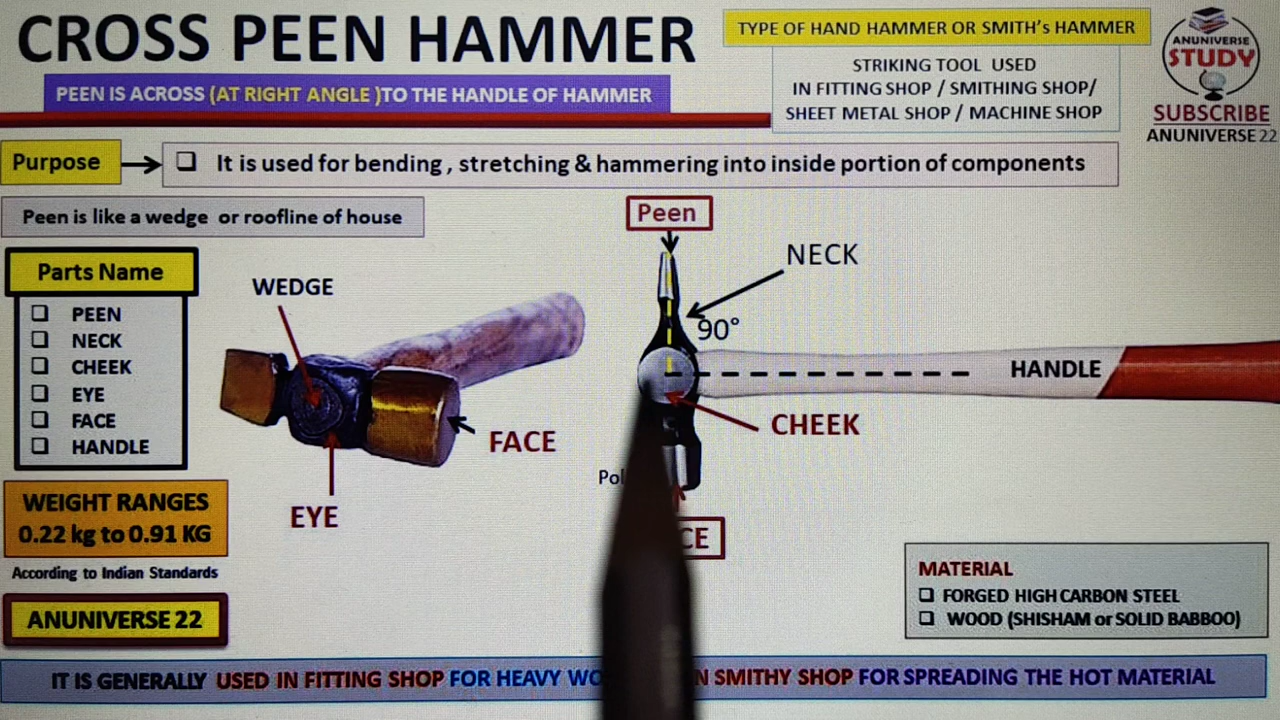 CROSS PEEN HAMMER
PEEN IS ACROSS (AT RIGHT ANGLE )TO THE HANDLE OF HAMMER
TYPE OF HAND HAMMER OR SMITH's HAMMER
STRIKING TOOL USED
IN FITTING SHOP / SMITHING SHOP/
SHEET METAL SHOP / MACHINE SHOP
ANUNIVERSE
STUDY
SUBSCRIBE
ANUNIVERSE 22
Purpose
It is used for bending , stretching & hammering into inside portion of components
Peen is like a wedge or roofline of house
Parts Name
PEEN
NECK
CHEEK
EYE
FACE
HANDLE
WEIGHT RANGES
0.22 kg to 0.91 KG
According to Indian Standards
ANUNIVERSE 22
WEDGE
FACE
EYE
Peen
NECK
90°
HANDLE
CHEEK
MATERIAL
FORGED HIGH CARBON STEEL
WOOD (SHISHAM or SOLID BABBOO)
IT IS GENERALLY USED IN FITTING SHOP FOR HEAVY SMITHY SHOP FOR SPREADING THE HOT MATERIAL